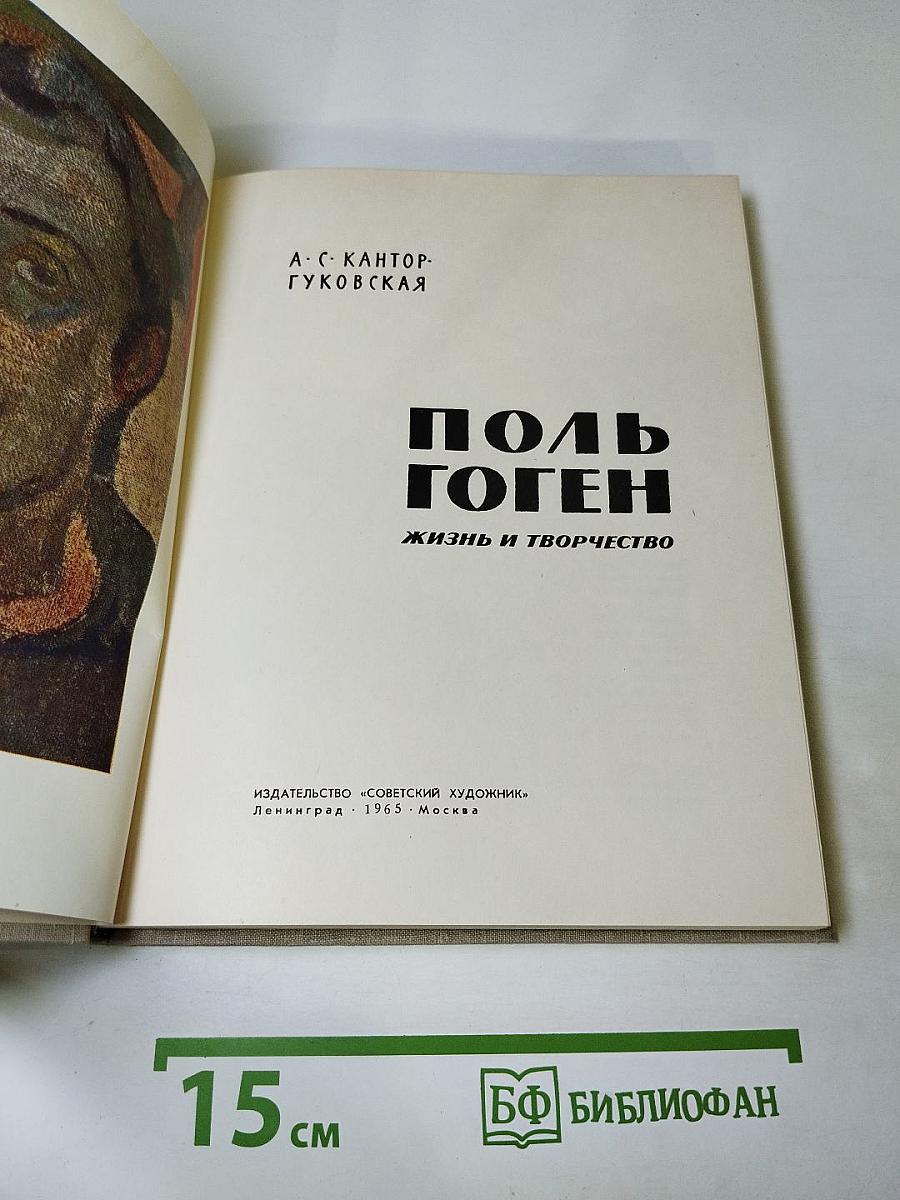 А·С·КАНТОР-
ГУКОВСКАЯ
ПОЛЬ
ГОГЕН
ЖИЗНЬ И ТВОРЧЕСТВО
ИЗДАТЕЛЬСТВО «СОВЕТСКИЙ ХУДОЖНИК»
Ленинград · 1965 · Москва
15 см
БФ БИБЛИОФАН